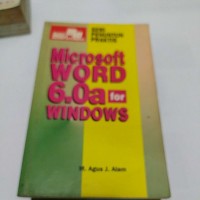 SERI
PENUNTUN
PRAKTIS
Microsoft
WORD
6.0a for
WINDOWS
M. Agus J. Alam